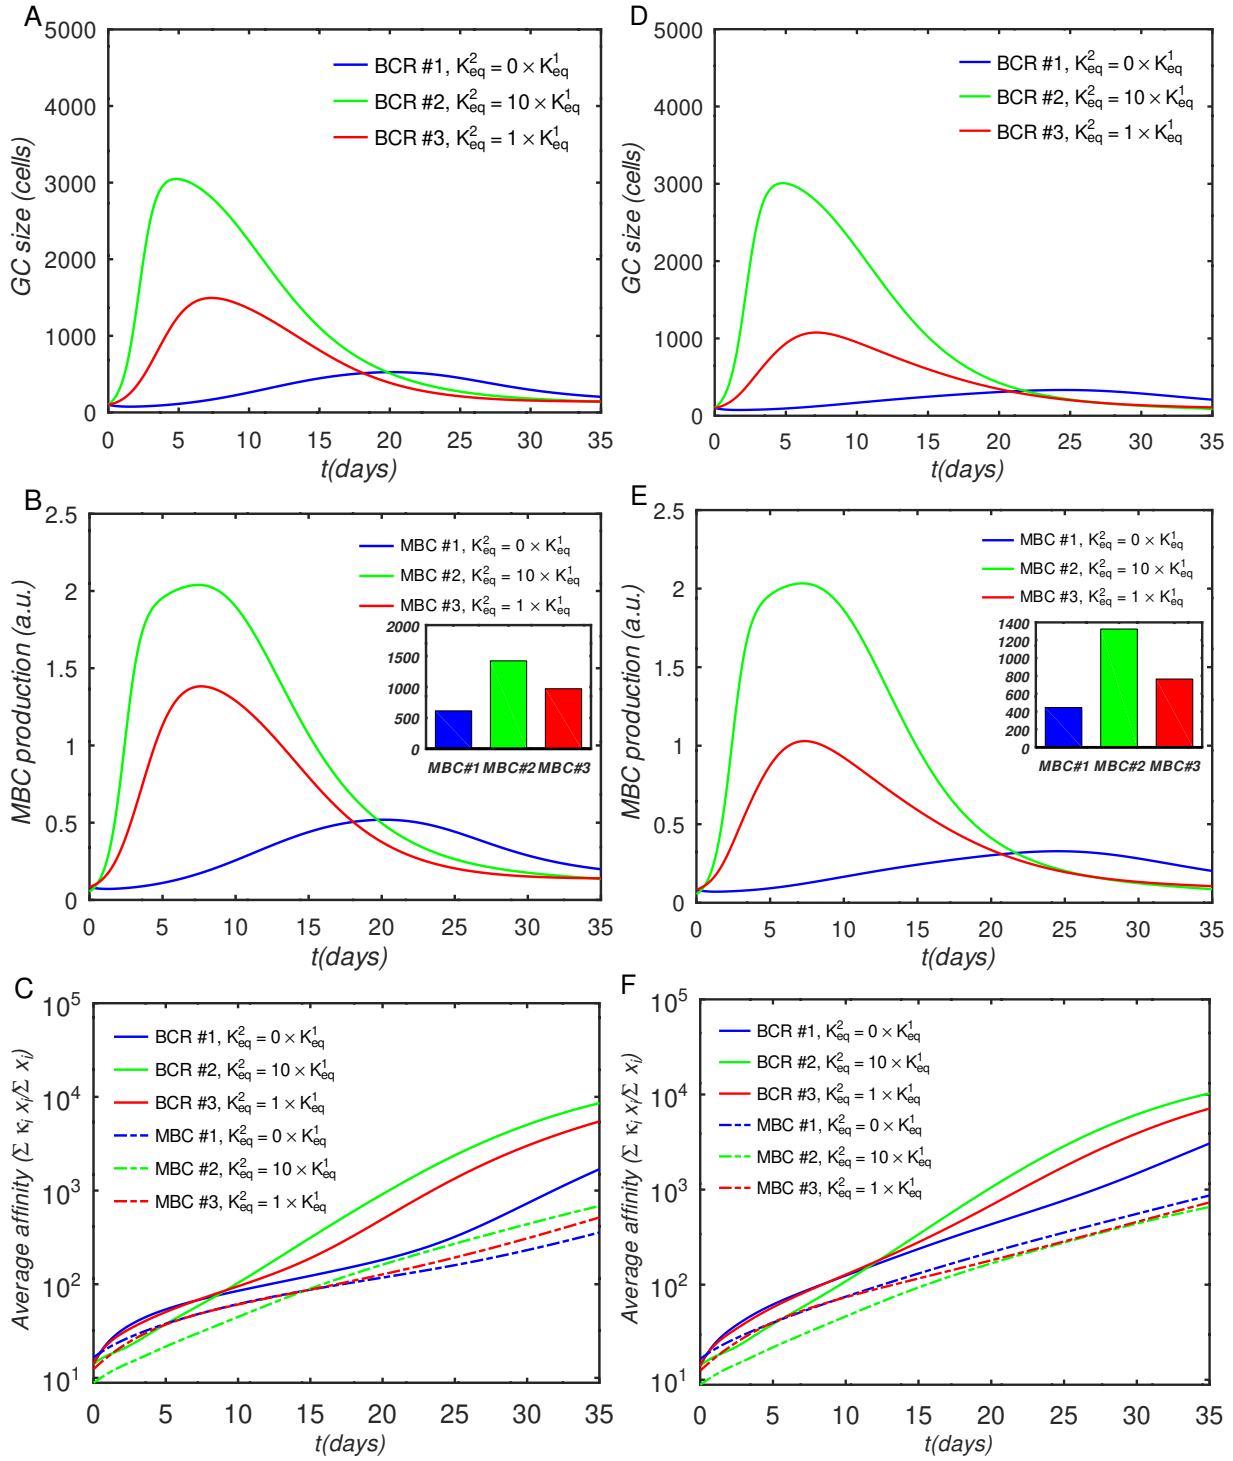 A
5000
4000
3000
2000
1000
0
GC size (cells)
BCR #1, K²eq = 0 × K¹eq
BCR #2, K²eq = 10 × K¹eq
BCR #3, K²eq = 1 × K¹eq
0 5 10 15 20 25 30 35
t(days)
D
5000
4000
3000
2000
1000
0
GC size (cells)
BCR #1, K²eq = 0 × K¹eq
BCR #2, K²eq = 10 × K¹eq
BCR #3, K²eq = 1 × K¹eq
0 5 10 15 20 25 30 35
t(days)
B
2.5
2
1.5
1
0.5
0
MBC production (a.u.)
MBC #1, K²eq = 0 × K¹eq
MBC #2, K²eq = 10 × K¹eq
MBC #3, K²eq = 1 × K¹eq
2000
1500
1000
500
0
MBC#1 MBC#2 MBC#3
0 5 10 15 20 25 30 35
t(days)
E
2.5
2
1.5
1
0.5
0
MBC production (a.u.)
MBC #1, K²eq = 0 × K¹eq
MBC #2, K²eq = 10 × K¹eq
MBC #3, K²eq = 1 × K¹eq
1400
1200
1000
800
600
400
200
0
MBC#1 MBC#2 MBC#3
0 5 10 15 20 25 30 35
t(days)
C
10⁵
10⁴
10³
10²
10¹
Average affinity (Σ κᵢ xᵢ/Σ xᵢ)
BCR #1, K²eq = 0 × K¹eq
BCR #2, K²eq = 10 × K¹eq
BCR #3, K²eq = 1 × K¹eq
MBC #1, K²eq = 0 × K¹eq
MBC #2, K²eq = 10 × K¹eq
MBC #3, K²eq = 1 × K¹eq
0 5 10 15 20 25 30 35
t(days)
F
10⁵
10⁴
10³
10²
10¹
Average affinity (Σ κᵢ xᵢ/Σ xᵢ)
BCR #1, K²eq = 0 × K¹eq
BCR #2, K²eq = 10 × K¹eq
BCR #3, K²eq = 1 × K¹eq
MBC #1, K²eq = 0 × K¹eq
MBC #2, K²eq = 10 × K¹eq
MBC #3, K²eq = 1 × K¹eq
0 5 10 15 20 25 30 35
t(days)